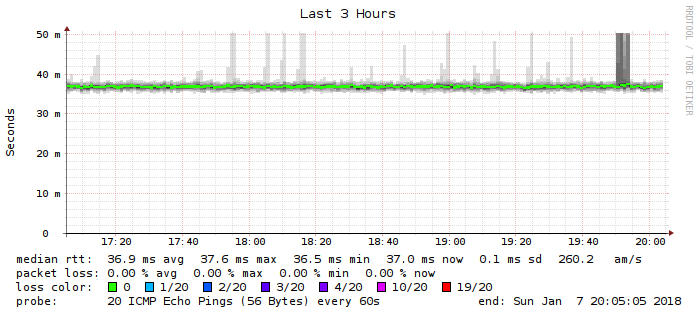 Last 3 Hours
RRDTOOL / TOBI OETIKER
Seconds
50 m
40 m
30 m
20 m
10 m
0
17:20 17:40 18:00 18:20 18:40 19:00 19:20 19:40 20:00
median rtt: 36.9 ms avg 37.6 ms max 36.5 ms min 37.0 ms now 0.1 ms sd 260.2 am/s
packet loss: 0.00 % avg 0.00 % max 0.00 % min 0.00 % now
loss color: 0 1/20 2/20 3/20 4/20 10/20 19/20
probe: 20 ICMP Echo Pings (56 Bytes) every 60s end: Sun Jan 7 20:05:05 2018